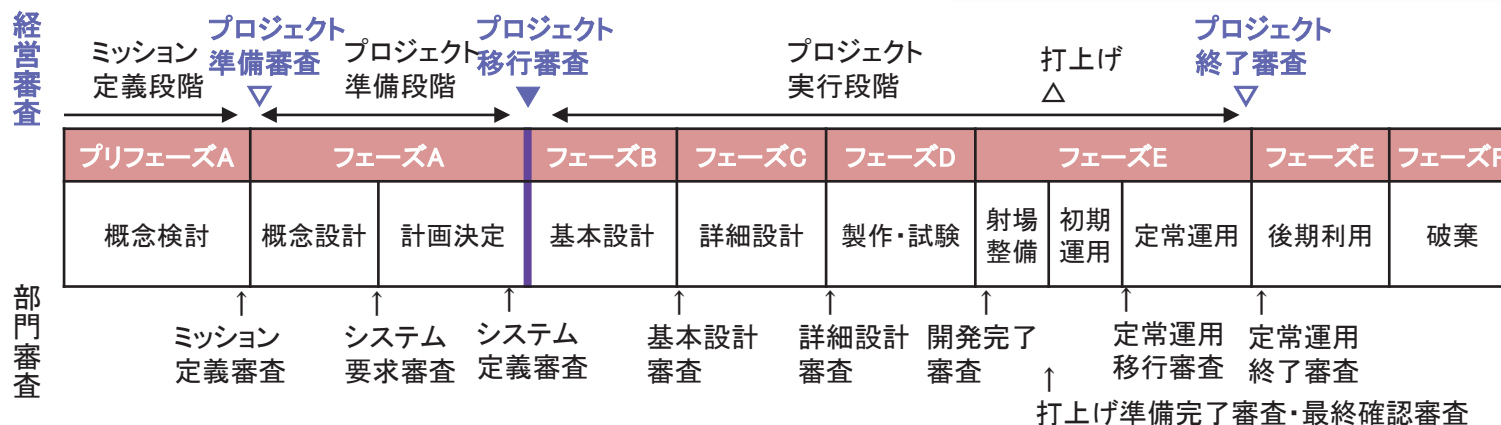 経営審査
ミッション
定義段階
プロジェクト
準備審査
▽
プロジェクト
準備段階
プロジェクト
移行審査
▼
プロジェクト
実行段階
打上げ
△
プロジェクト
終了審査
▽
プリフェーズA
フェーズA
フェーズB
フェーズC
フェーズD
フェーズE
フェーズE
フェーズF
概念検討
概念設計
計画決定
基本設計
詳細設計
製作・試験
射場
整備
初期
運用
定常運用
後期利用
破棄
部門審査
↑
ミッション
定義審査
↑
システム
要求審査
↑
システム
定義審査
↑
基本設計
審査
↑
詳細設計
審査
↑
開発完了
審査
↑
打上げ準備完了審査・最終確認審査
↑
定常運用
移行審査
↑
定常運用
終了審査